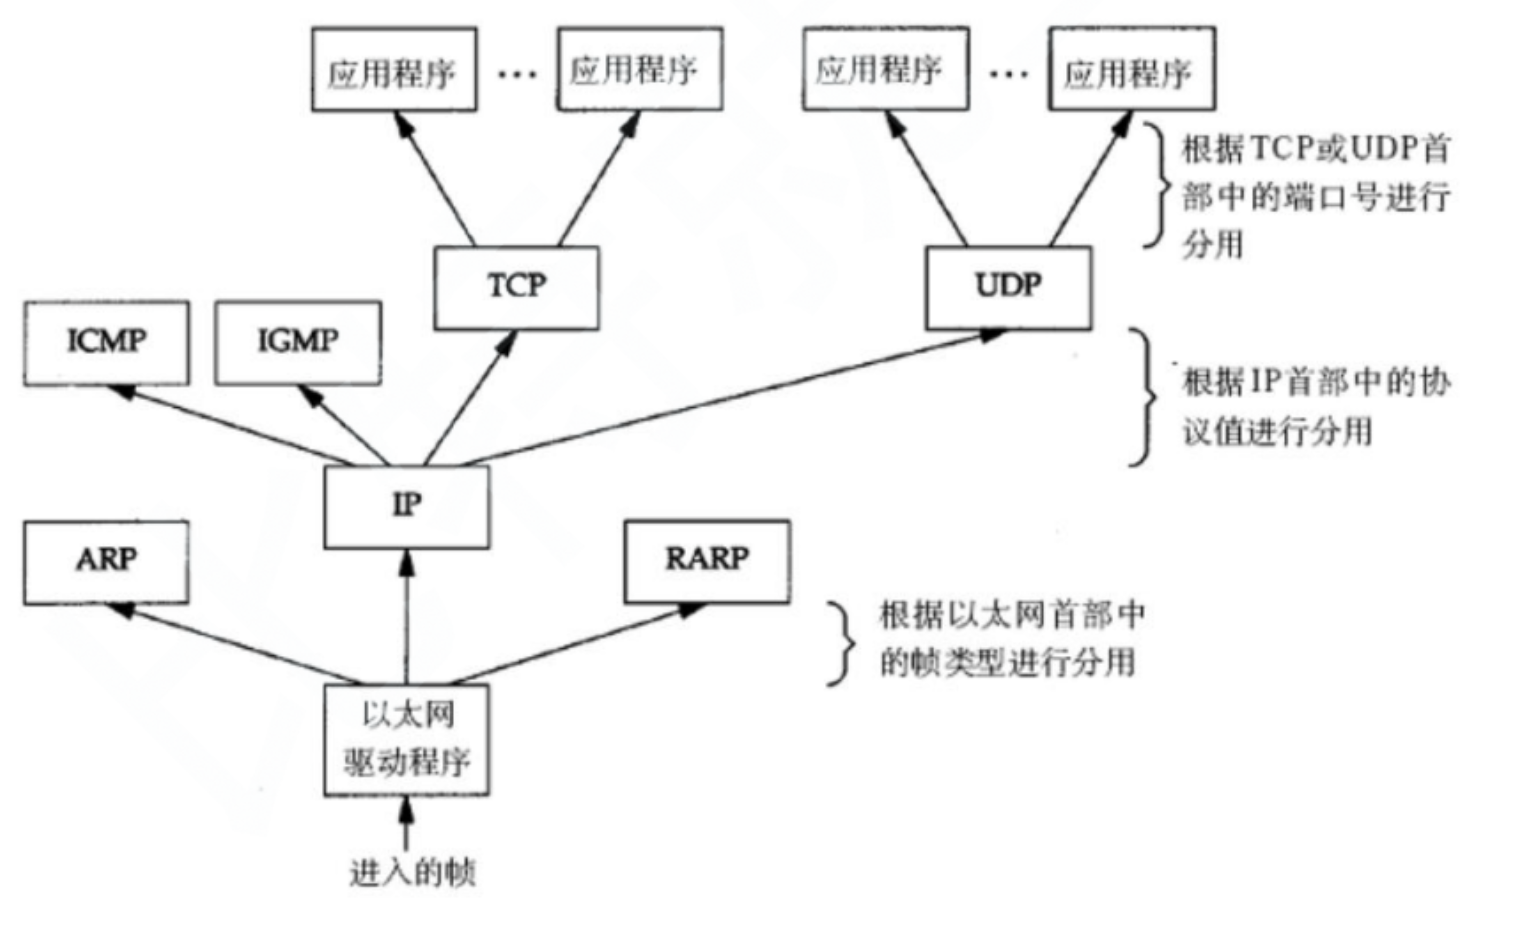 应用程序 ··· 应用程序 应用程序 ··· 应用程序
根据TCP或UDP首
部中的端口号进行
分用
TCP
UDP
ICMP
IGMP
根据IP首部中的协
议值进行分用
IP
ARP
RARP
根据以太网首部中
的帧类型进行分用
以太网
驱动程序
进入的帧